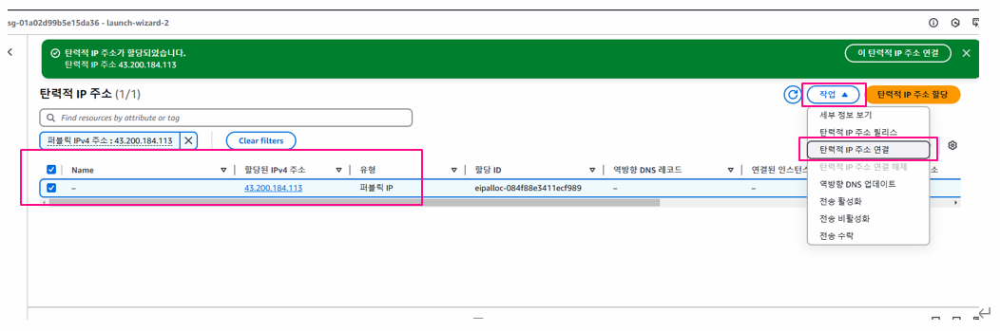 sg-01a02d99b5e15da36 - launch-wizard-2
탄력적 IP 주소가 할당되었습니다.
탄력적 IP 주소 43.200.184.113
이 탄력적 IP 주소 연결
탄력적 IP 주소 (1/1)
작업
탄력적 IP 주소 할당
Find resources by attribute or tag
세부 정보 보기
탄력적 IP 주소 릴리스
퍼블릭 IPv4 주소 : 43.200.184.113
Clear filters
탄력적 IP 주소 연결
탄력적 IP 주소 연결 해제
Name 할당된 IPv4 주소 유형 할당 ID 역방향 DNS 레코드 연결된 인스턴스 소
역방향 DNS 업데이트
– 43.200.184.113 퍼블릭 IP eipalloc-084f88e3411ecf989 – –
전송 활성화
전송 비활성화
전송 수락